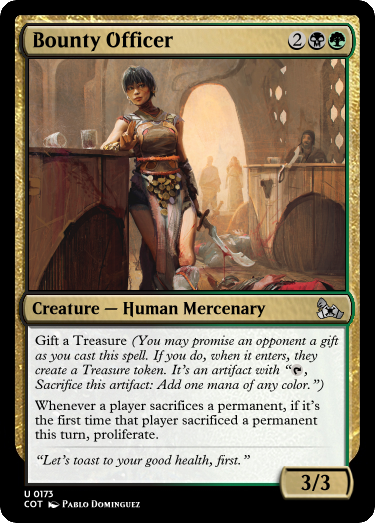 Bounty Officer 2
Creature — Human Mercenary
Gift a Treasure (You may promise an opponent a gift
as you cast this spell. If you do, when it enters, they
create a Treasure token. It's an artifact with “,
Sacrifice this artifact: Add one mana of any color.”)
Whenever a player sacrifices a permanent, if it's
the first time that player sacrificed a permanent
this turn, proliferate.
“Let's toast to your good health, first.”
3/3
U 0173
COT Pablo Dominguez